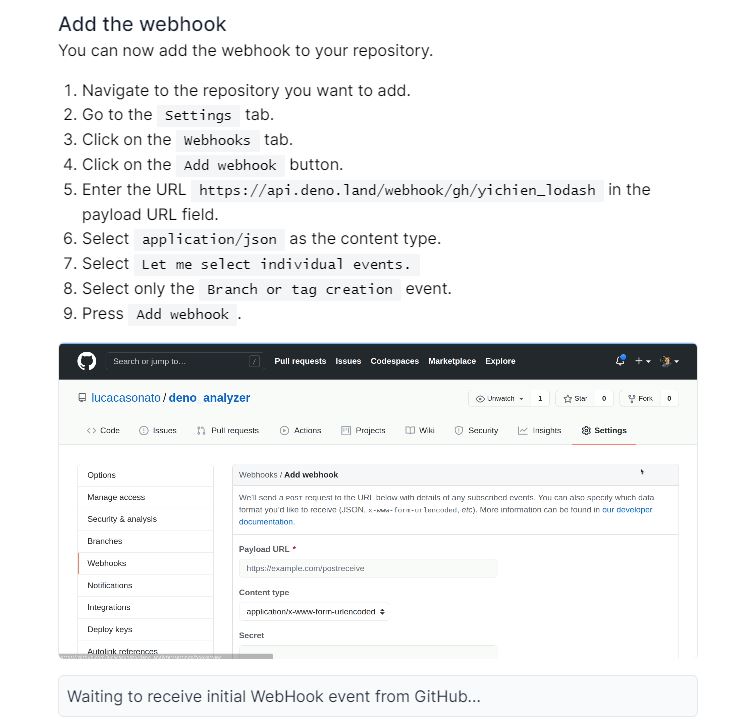 Add the webhook
You can now add the webhook to your repository.
1. Navigate to the repository you want to add.
2. Go to the Settings tab.
3. Click on the Webhooks tab.
4. Click on the Add webhook button.
5. Enter the URL https://api.deno.land/webhook/gh/yichien_lodash in the
payload URL field.
6. Select application/json as the content type.
7. Select Let me select individual events.
8. Select only the Branch or tag creation event.
9. Press Add webhook.
Search or jump to... / Pull requests Issues Codespaces Marketplace Explore
lucacasonato / deno_analyzer Unwatch 1 Star 0 Fork 0
Code Issues Pull requests Actions Projects Wiki Security Insights Settings
Options
Manage access
Security & analysis
Branches
Webhooks
Notifications
Integrations
Deploy keys
Autolink references
Webhooks / Add webhook
We'll send a POST request to the URL below with details of any subscribed events. You can also specify which data
format you'd like to receive (JSON, x-www-form-urlencoded, etc). More information can be found in our developer
documentation.
Payload URL *
https://example.com/postreceive
Content type
application/x-www-form-urlencoded
Secret
Waiting to receive initial WebHook event from GitHub...